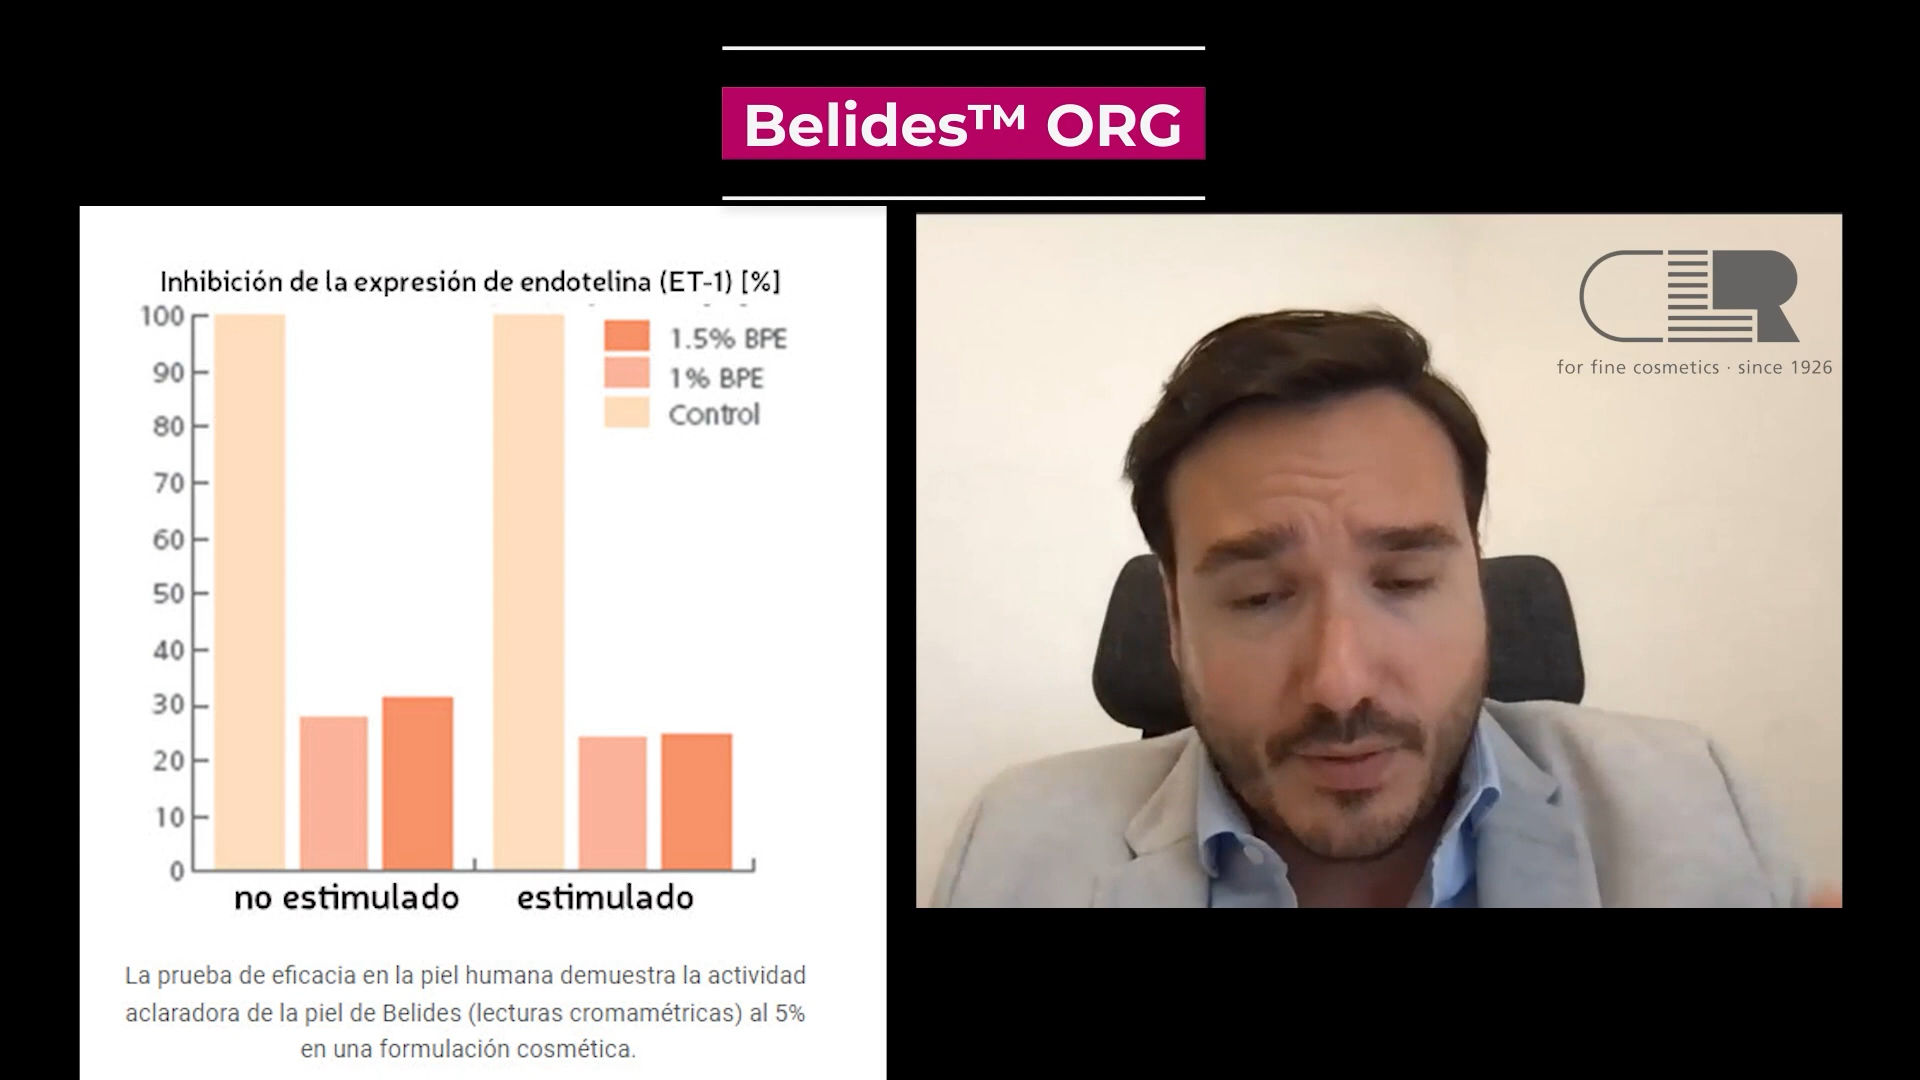 Belides™ ORG
Inhibición de la expresión de endotelina (ET-1) [%]
100
90
80
70
60
50
40
30
20
10
0
1.5% BPE
1% BPE
Control
no estimulado
estimulado
La prueba de eficacia en la piel humana demuestra la actividad
aclaradora de la piel de Belides (lecturas cromamétricas) al 5%
en una formulación cosmética.
CLR
for fine cosmetics · since 1926